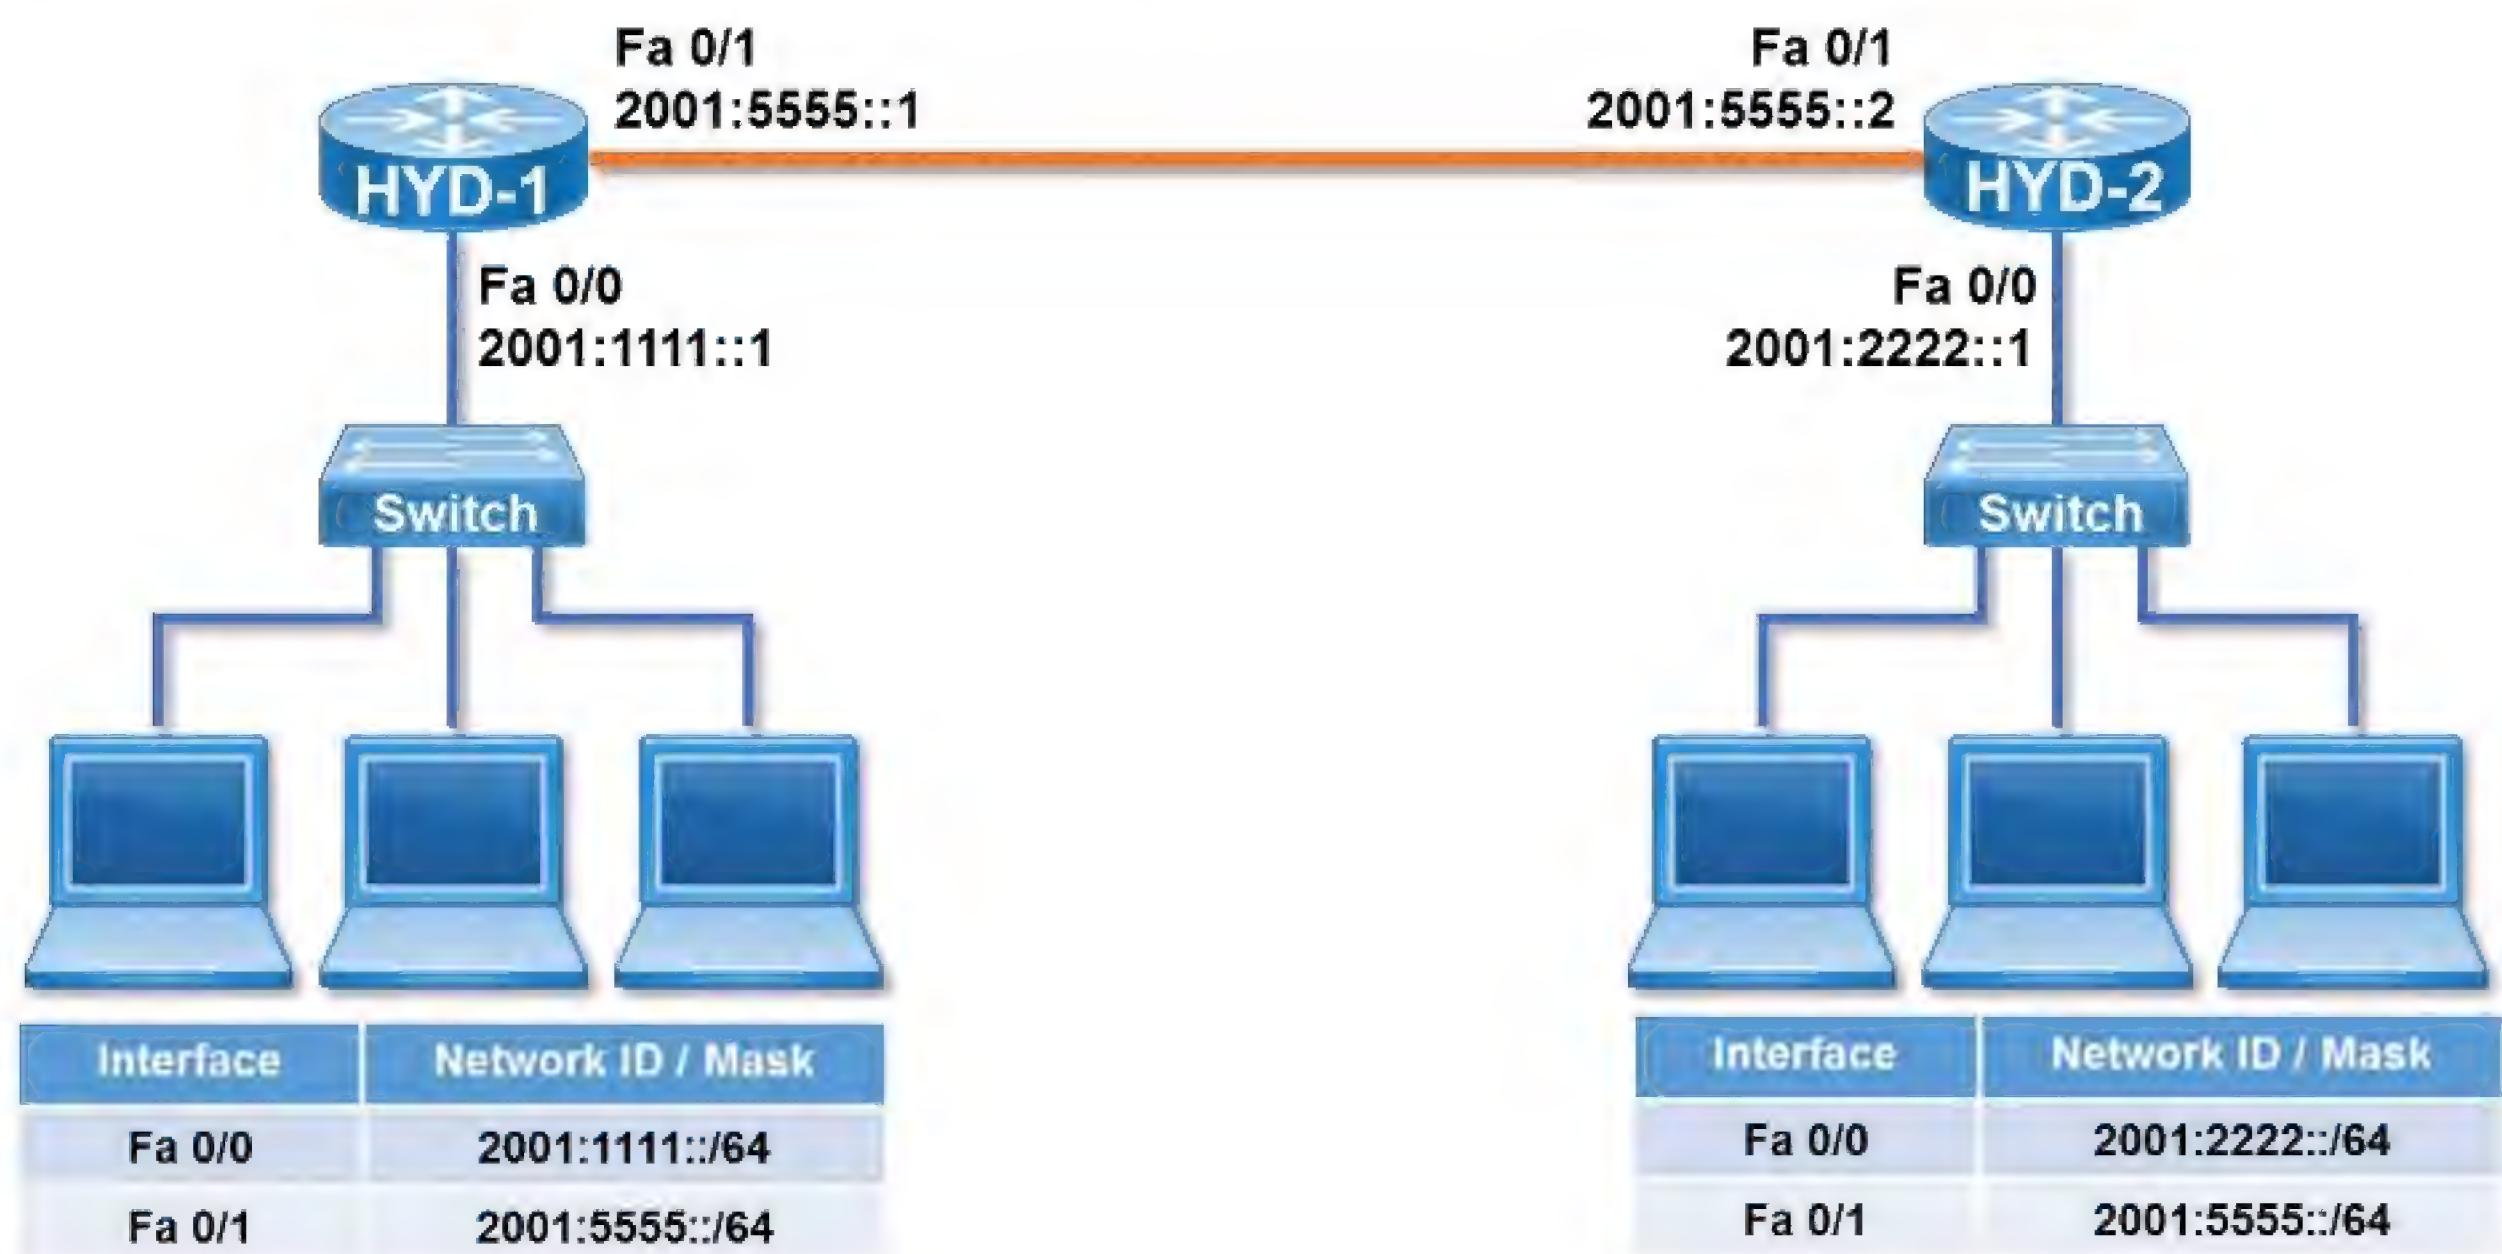 Fa 0/1
2001:5555::1
Fa 0/1
2001:5555::2
HYD-1
HYD-2
Fa 0/0
2001:1111::1
Fa 0/0
2001:2222::1
Switch
Switch
Interface Network ID / Mask
Fa 0/0 2001:1111::/64
Fa 0/1 2001:5555::/64
Interface Network ID / Mask
Fa 0/0 2001:2222::/64
Fa 0/1 2001:5555::/64